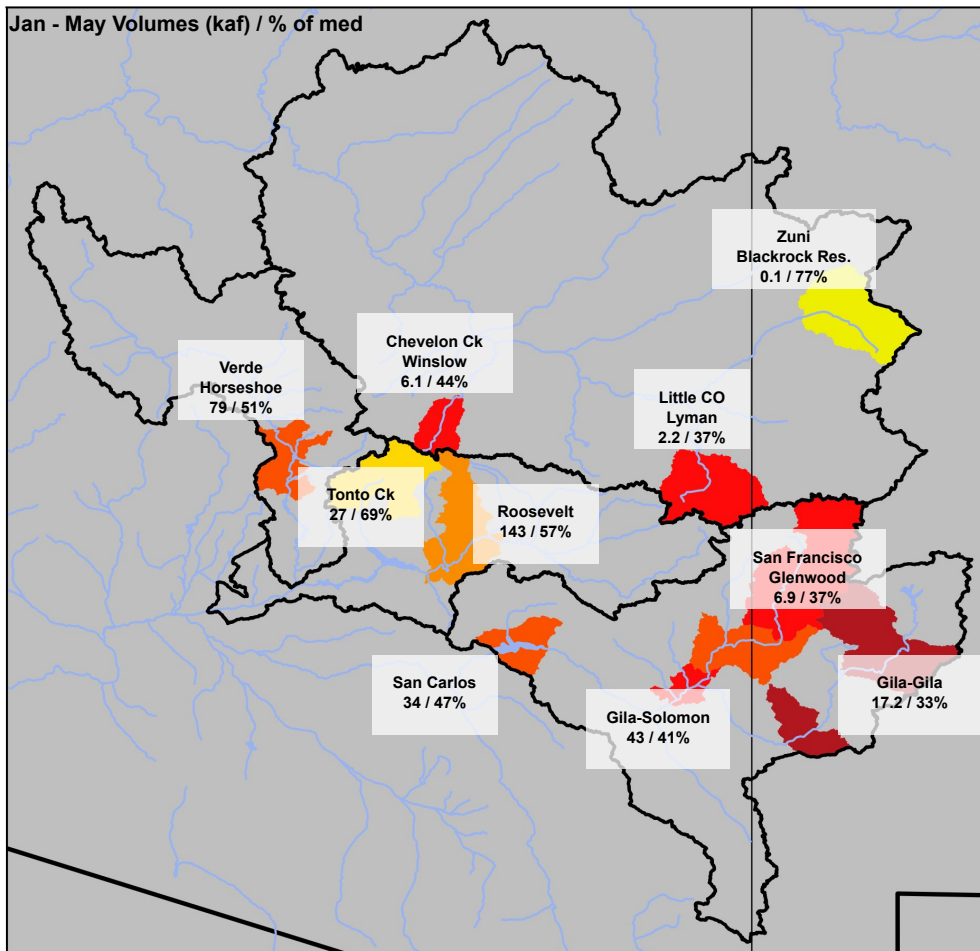 Jan - May Volumes (kaf) / % of med
Zuni
Blackrock Res.
0.1 / 77%
Chevelon Ck
Winslow
6.1 / 44%
Verde
Horseshoe
79 / 51%
Little CO
Lyman
2.2 / 37%
Tonto Ck
27 / 69%
Roosevelt
143 / 57%
San Francisco
Glenwood
6.9 / 37%
San Carlos
34 / 47%
Gila-Solomon
43 / 41%
Gila-Gila
17.2 / 33%